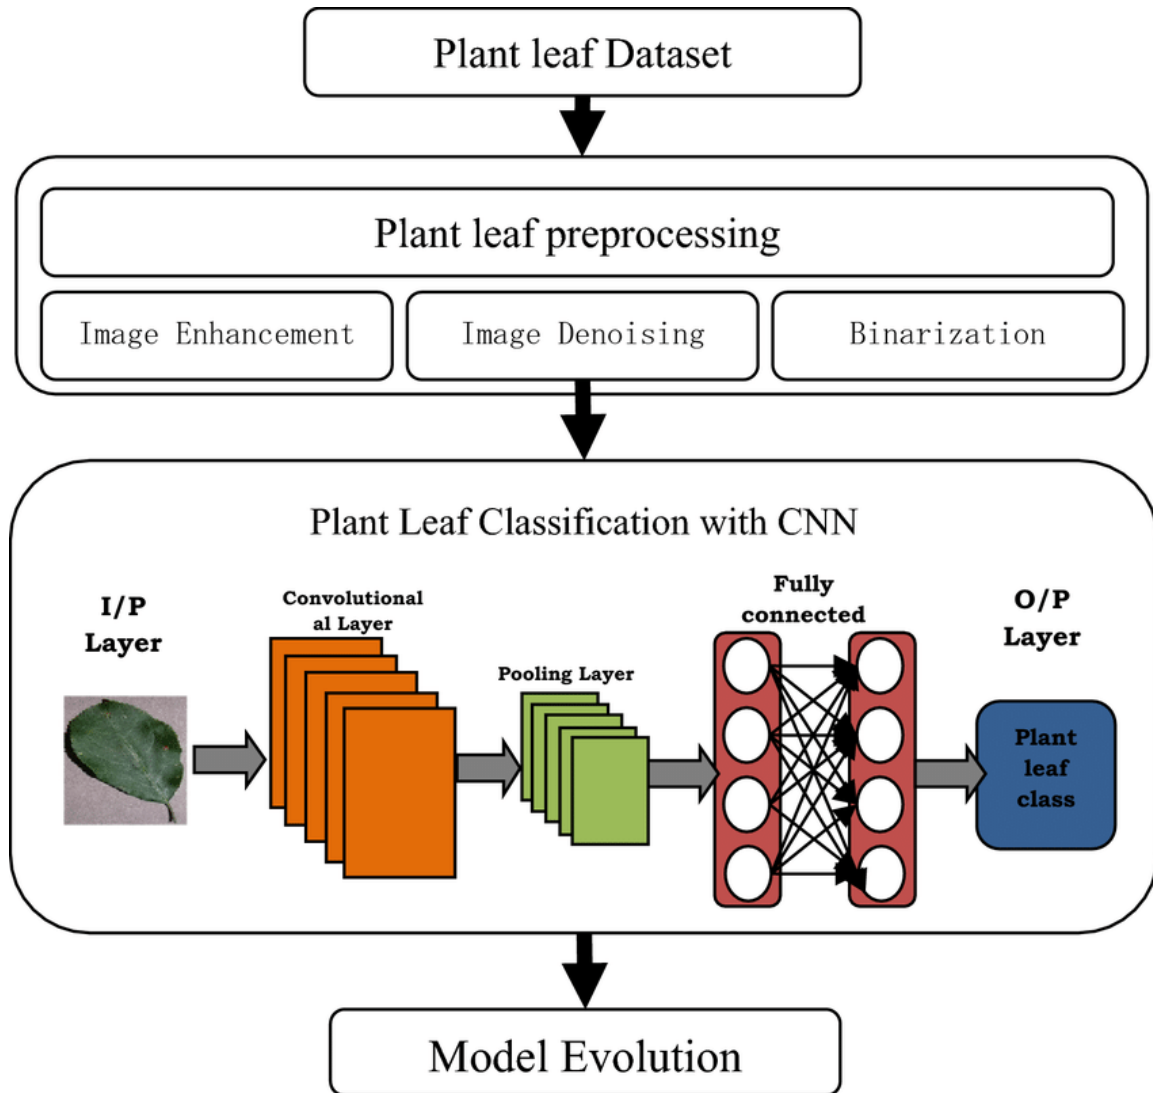 Plant leaf Dataset
Plant leaf preprocessing
Image Enhancement
Image Denoising
Binarization
Plant Leaf Classification with CNN
I/P
Layer
Convolutional
al Layer
Pooling Layer
Fully
connected
O/P
Layer
Plant
leaf
class
Model Evolution